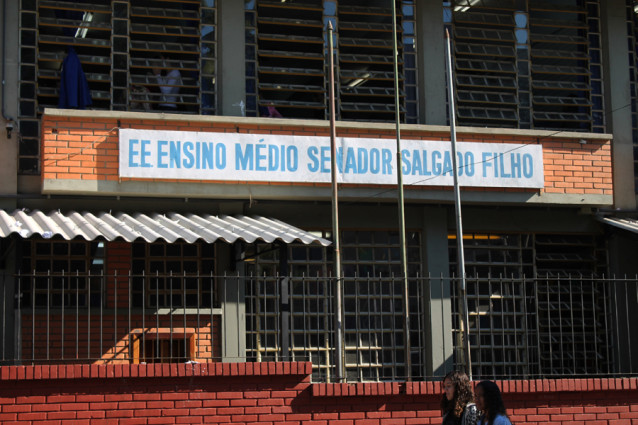 EE ENSINO MÉDIO SENADOR SALGADO FILHO